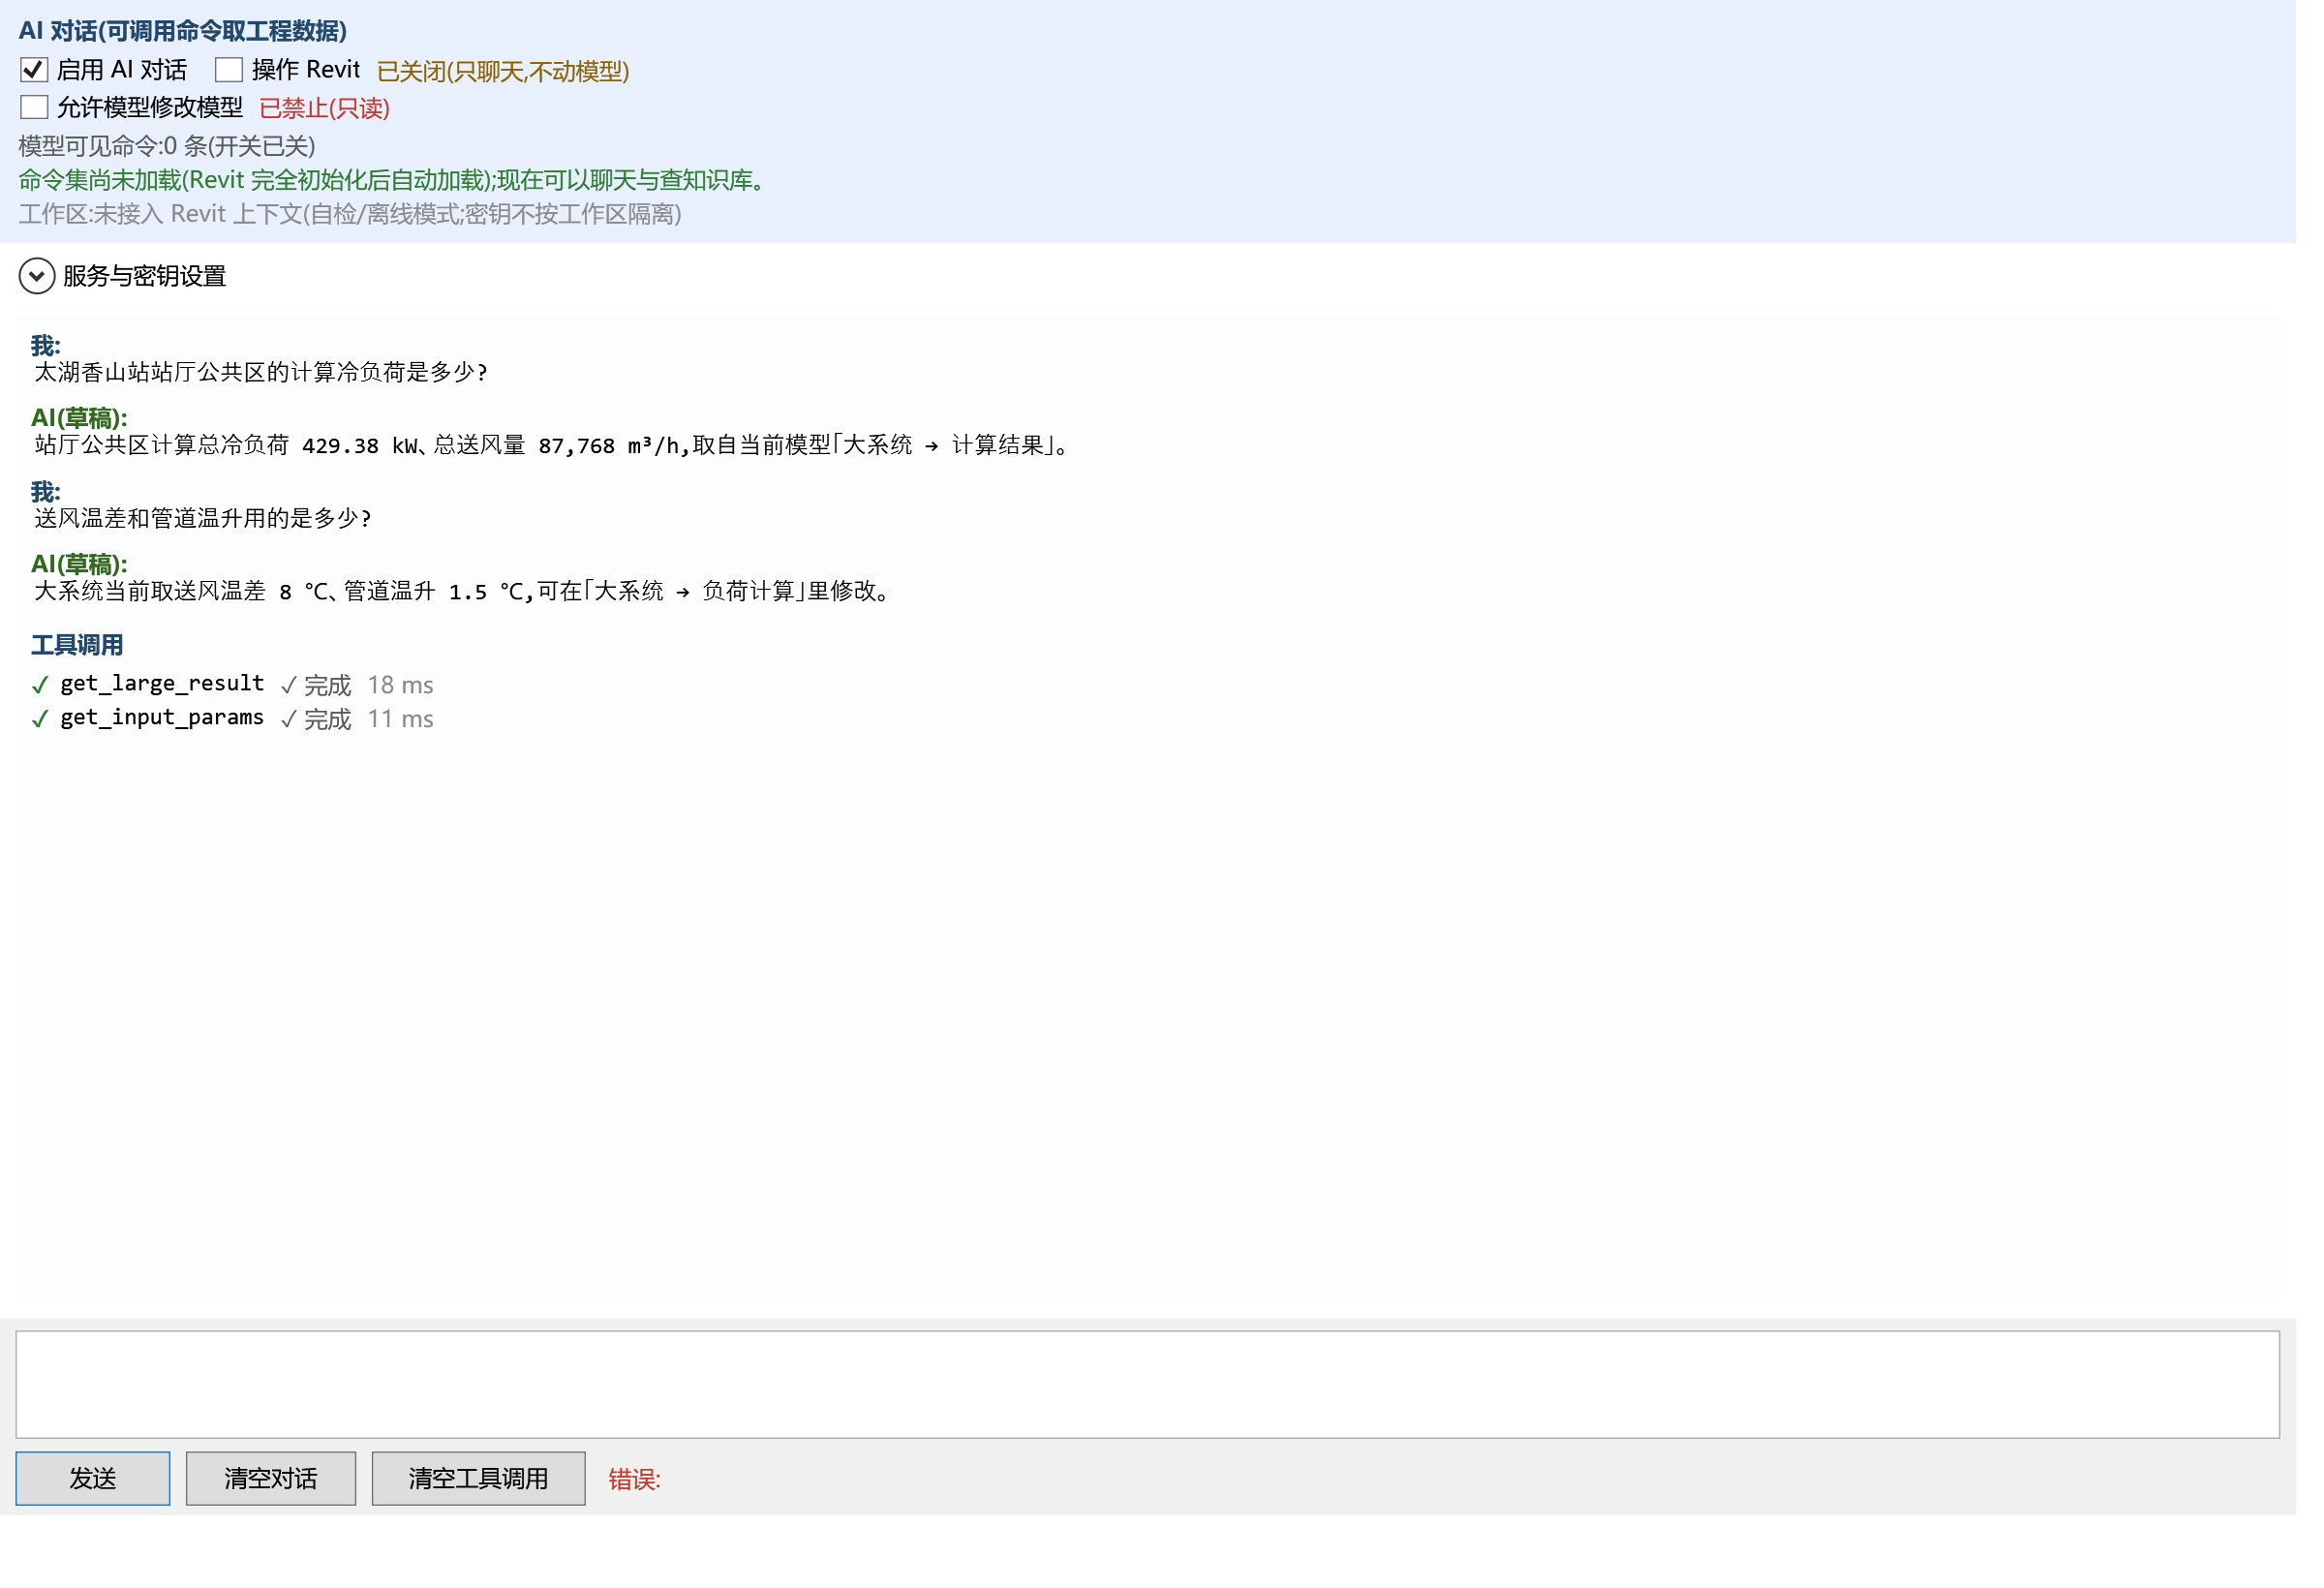 AI 对话(可调用命令取工程数据)
启用 AI 对话 操作 Revit 已关闭(只聊天,不动模型)
允许模型修改模型 已禁止(只读)
模型可见命令:0 条(开关已关)
命令集尚未加载(Revit 完全初始化后自动加载);现在可以聊天与查知识库。
工作区:未接入 Revit 上下文(自检/离线模式;密钥不按工作区隔离)
服务与密钥设置
我:
太湖香山站站厅公共区的计算冷负荷是多少?
AI(草稿):
站厅公共区计算总冷负荷 429.38 kW、总送风量 87,768 m³/h,取自当前模型「大系统 → 计算结果」。
我:
送风温差和管道温升用的是多少?
AI(草稿):
大系统当前取送风温差 8 ℃、管道温升 1.5 ℃,可在「大系统 → 负荷计算」里修改。
工具调用
✓ get_large_result ✓ 完成 18 ms
✓ get_input_params ✓ 完成 11 ms
发送 清空对话 清空工具调用 错误: